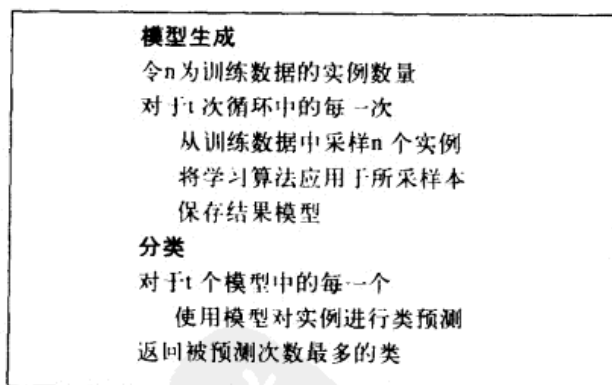 模型生成
令n为训练数据的实例数量
对于t次循环中的每一次
从训练数据中采样n个实例
将学习算法应用于所采样本
保存结果模型
分类
对于t个模型中的每一个
使用模型对实例进行类预测
返回被预测次数最多的类